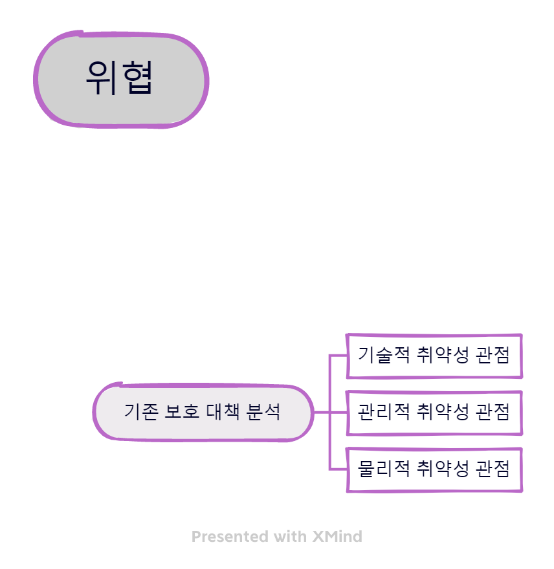 위협
기술적 취약성 관점
기존 보호 대책 분석
관리적 취약성 관점
물리적 취약성 관점
Presented with XMind